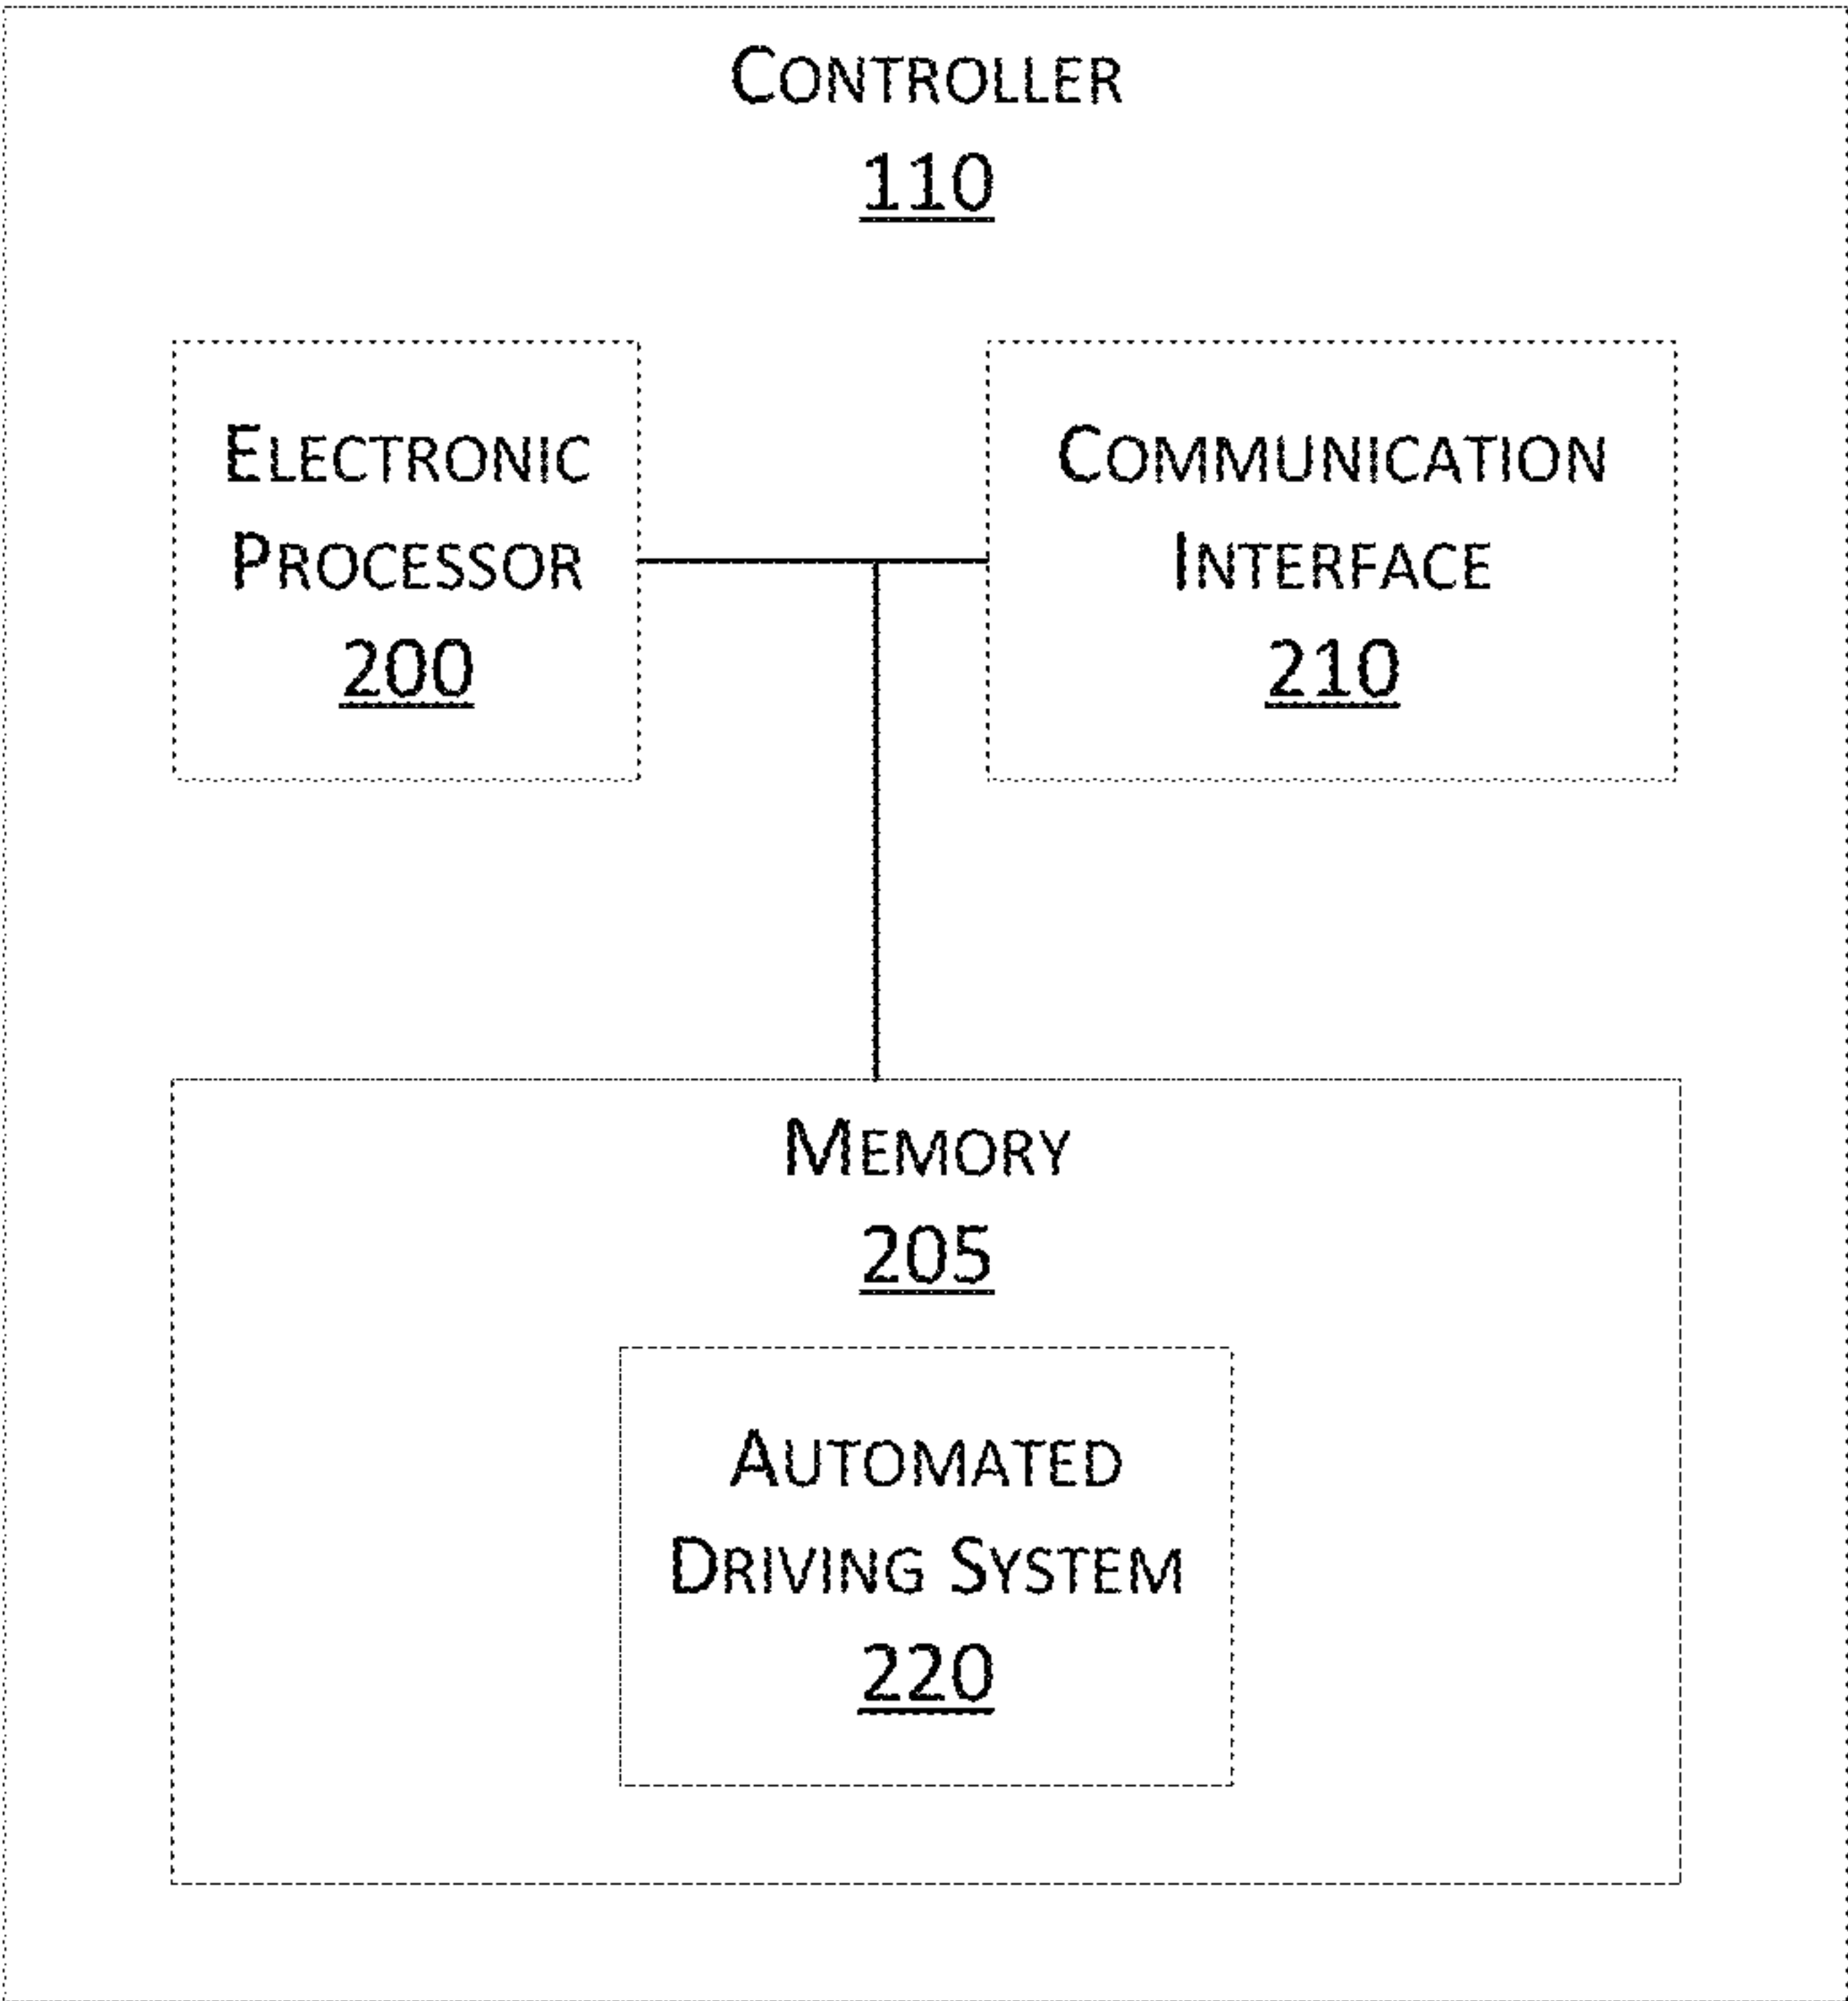 CONTROLLER
110
ELECTRONIC
PROCESSOR
200
COMMUNICATION
INTERFACE
210
MEMORY
205
AUTOMATED
DRIVING SYSTEM
220